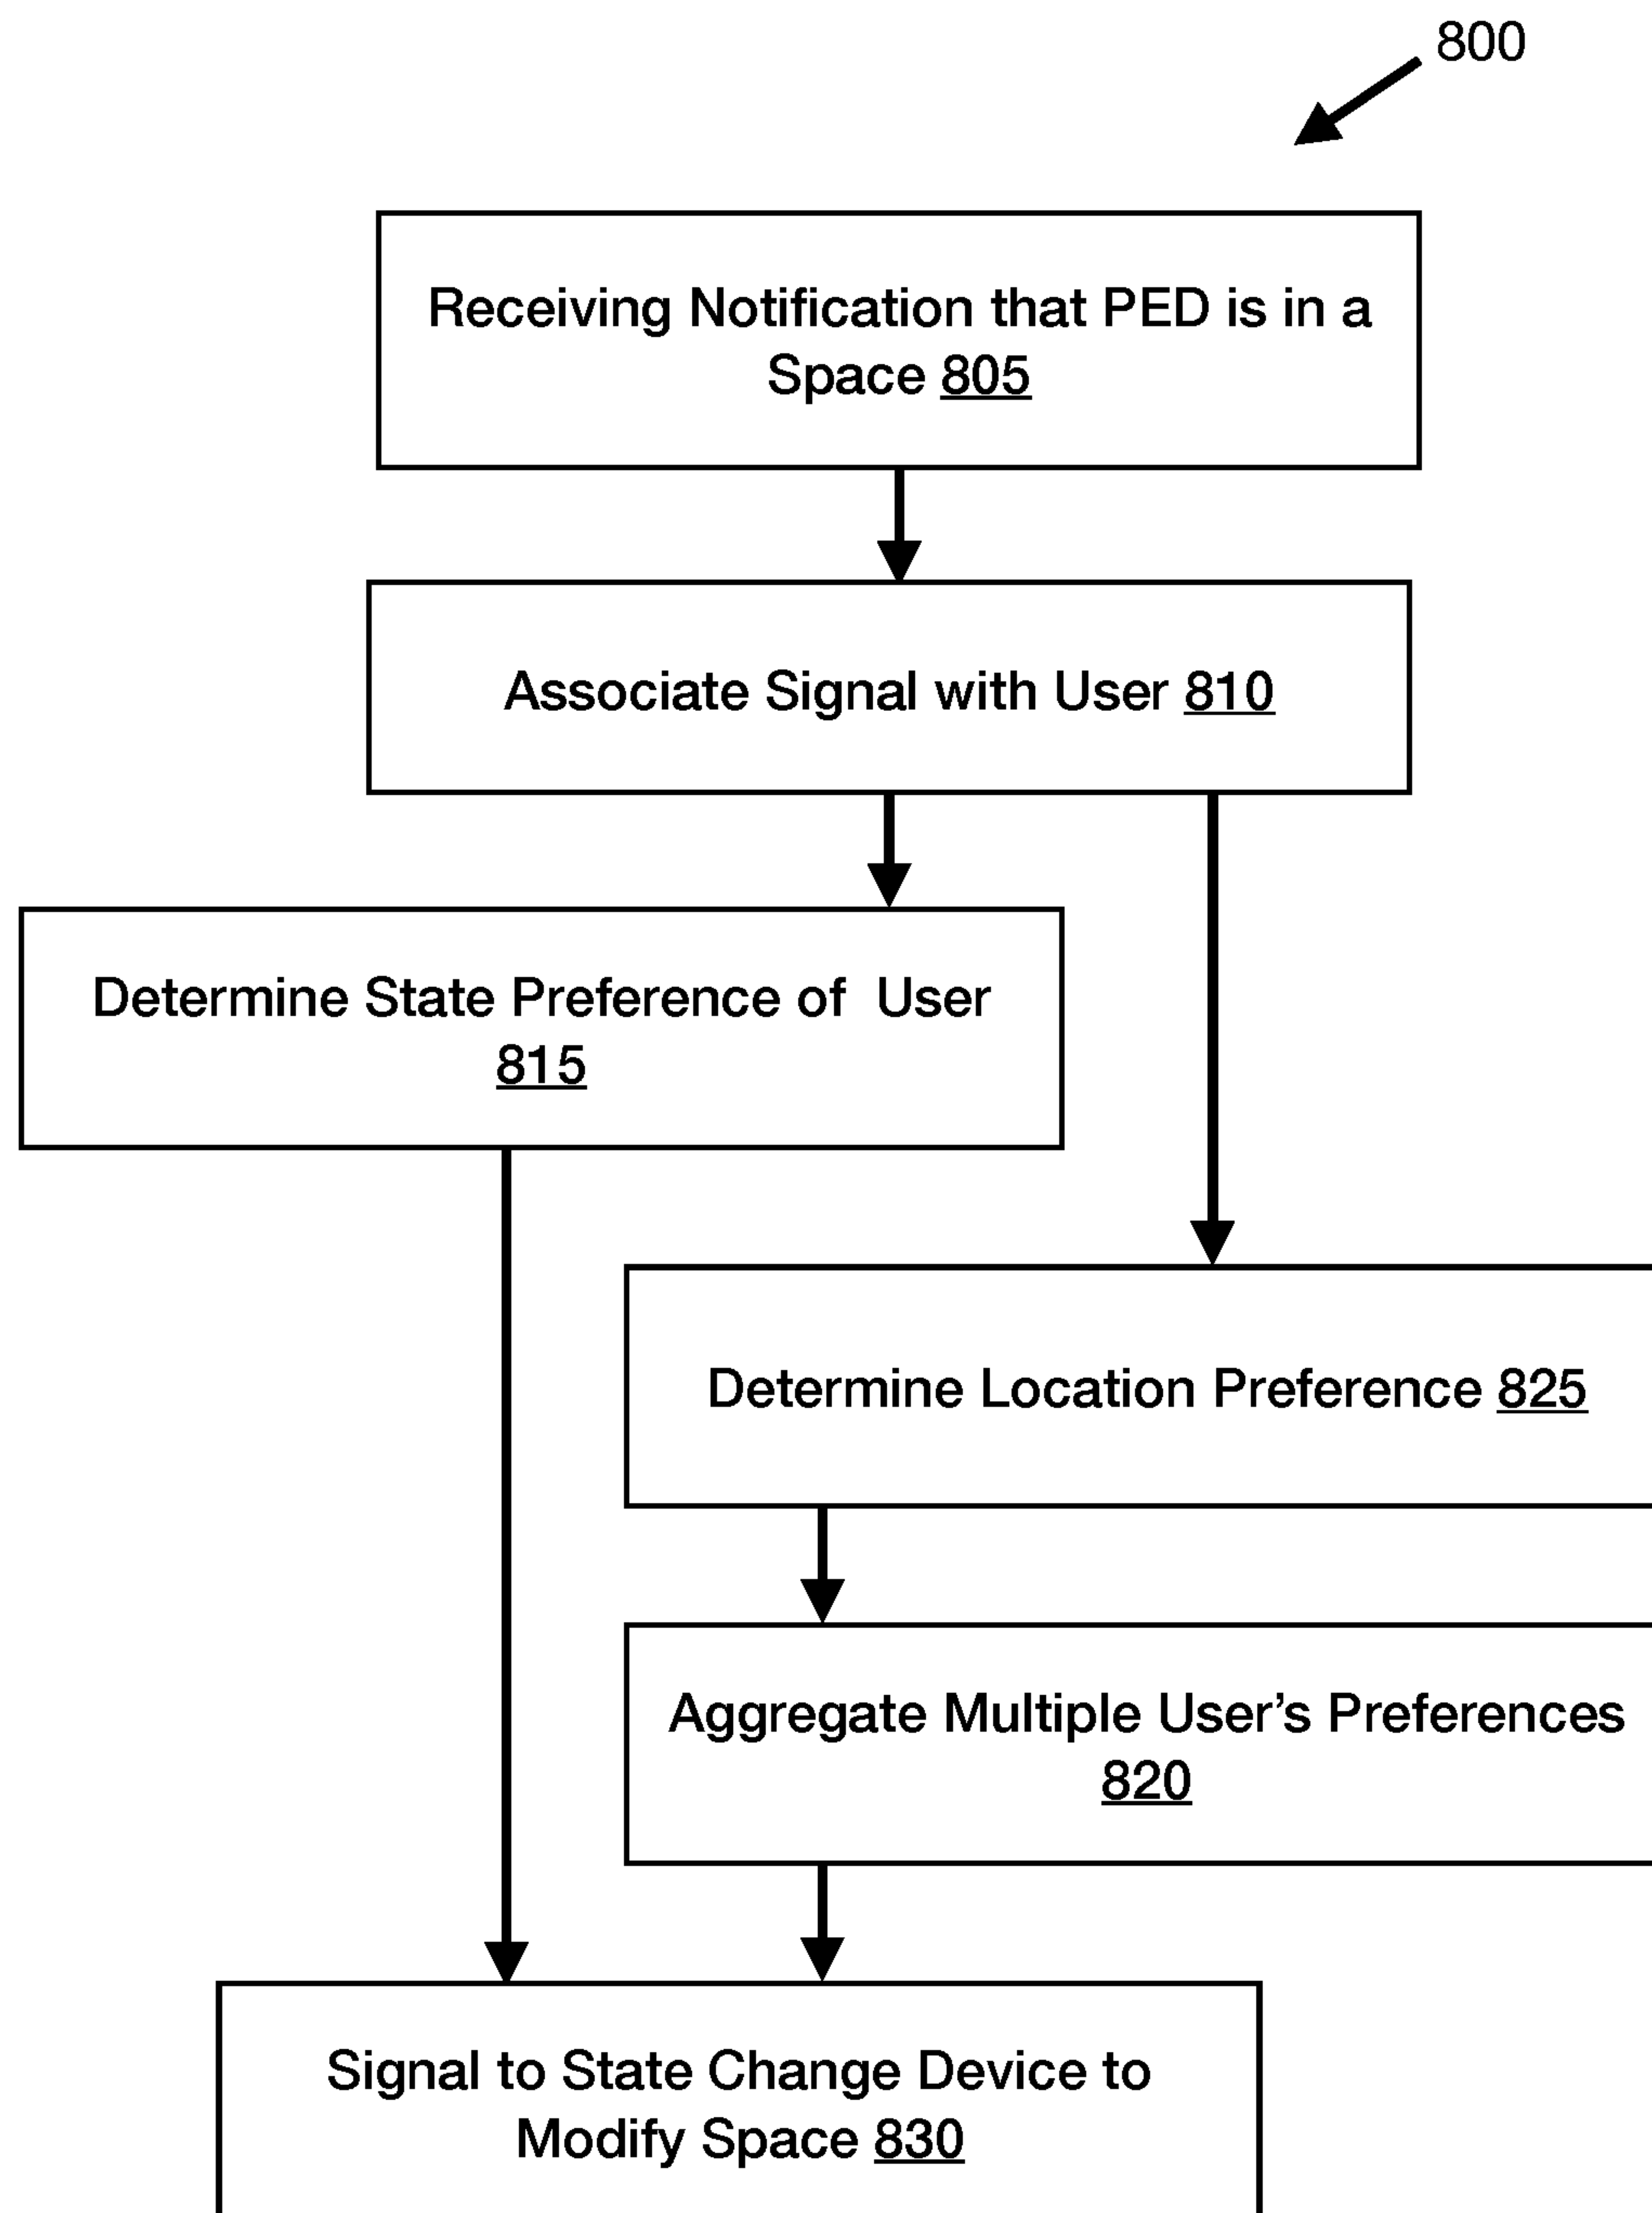 800
Receiving Notification that PED is in a
Space 805
Associate Signal with User 810
Determine State Preference of User
815
Determine Location Preference 825
Aggregate Multiple User’s Preferences
820
Signal to State Change Device to
Modify Space 830